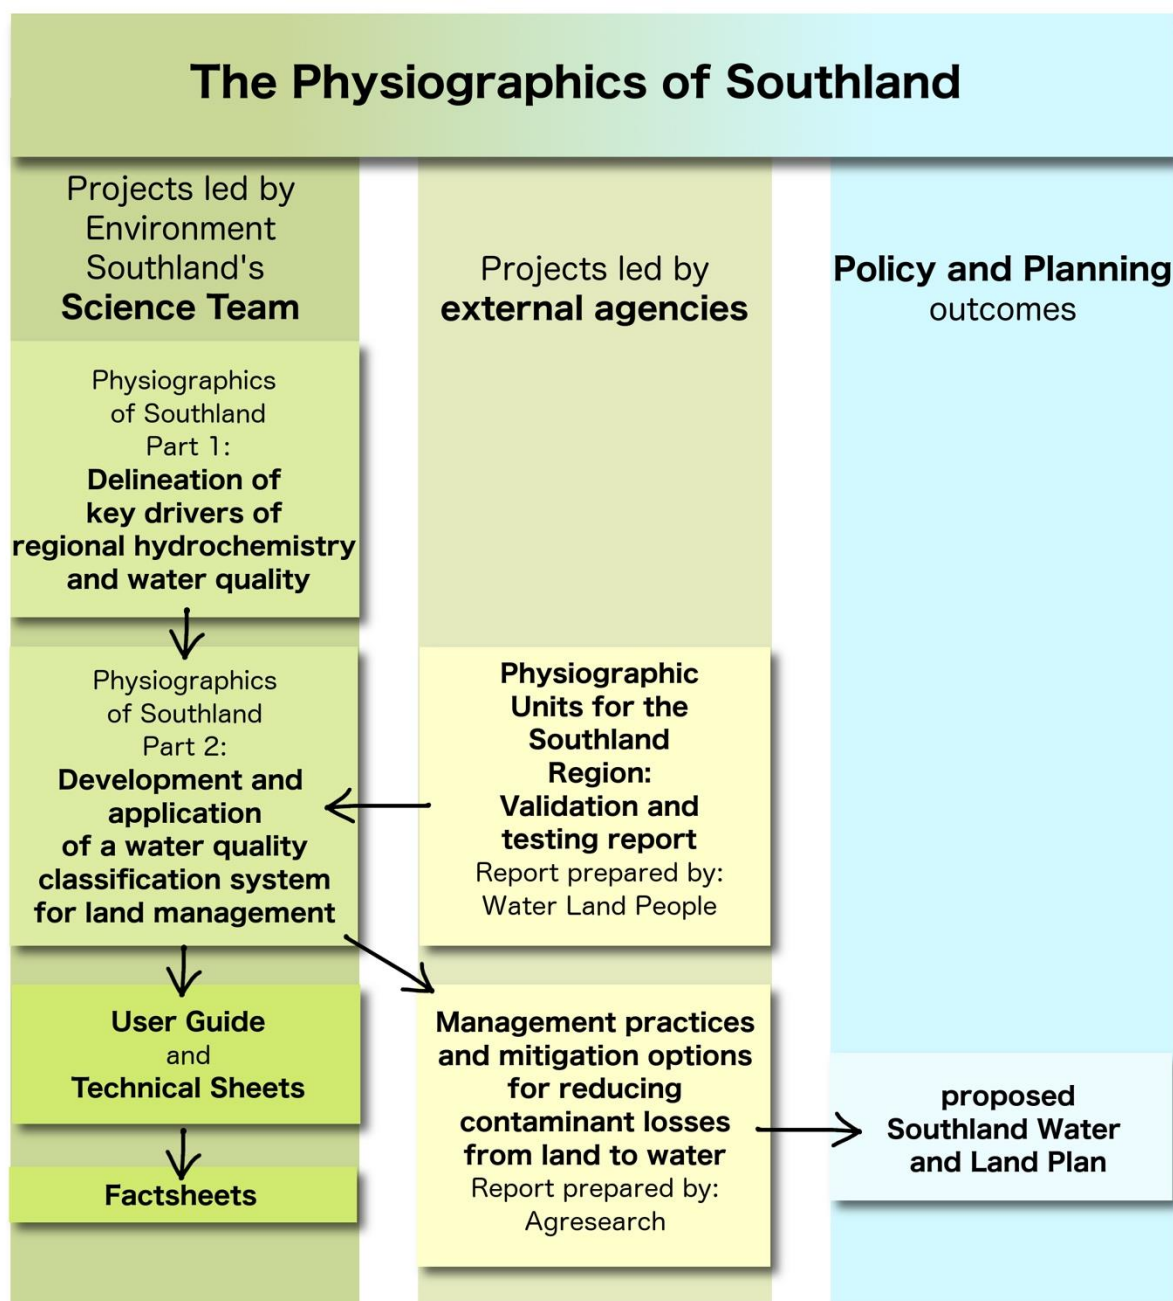 The Physiographics of Southland
Projects led by
Environment
Southland's
Science Team
Projects led by
external agencies
Policy and Planning
outcomes
Physiographics
of Southland
Part 1:
Delineation of
key drivers of
regional hydrochemistry
and water quality
Physiographics
of Southland
Part 2:
Development and
application
of a water quality
classification system
for land management
Physiographic
Units for the
Southland
Region:
Validation and
testing report
Report prepared by:
Water Land People
User Guide
and
Technical Sheets
Factsheets
Management practices
and mitigation options
for reducing
contaminant losses
from land to water
Report prepared by:
Agresearch
proposed
Southland Water
and Land Plan